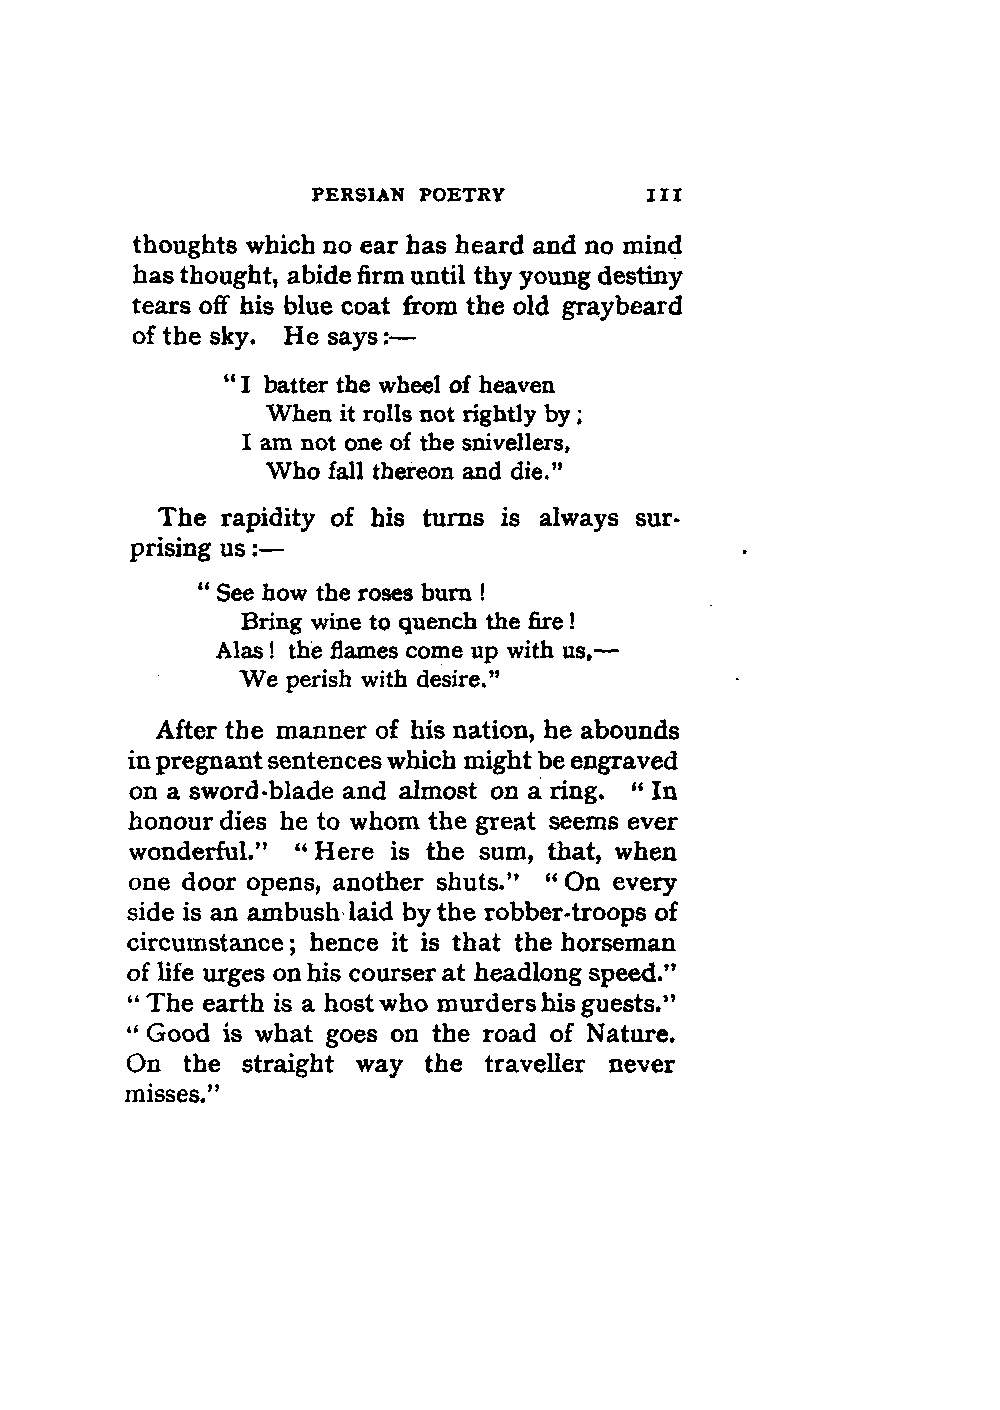 PERSIAN POETRY 111
thoughts which no ear has heard and no mind
has thought, abide firm until thy young destiny
tears off his blue coat from the old graybeard
of the sky. He says:—
“I batter the wheel of heaven
When it rolls not rightly by;
I am not one of the snivellers,
Who fall thereon and die.”
The rapidity of his turns is always sur-
prising us:—
“See how the roses burn!
Bring wine to quench the fire!
Alas! the flames come up with us,—
We perish with desire.”
After the manner of his nation, he abounds
in pregnant sentences which might be engraved
on a sword-blade and almost on a ring. “In
honour dies he to whom the great seems ever
wonderful.” “Here is the sum, that, when
one door opens, another shuts.” “On every
side is an ambush laid by the robber-troops of
circumstance; hence it is that the horseman
of life urges on his courser at headlong speed.”
“The earth is a host who murders his guests.”
“Good is what goes on the road of Nature.
On the straight way the traveller never
misses.”